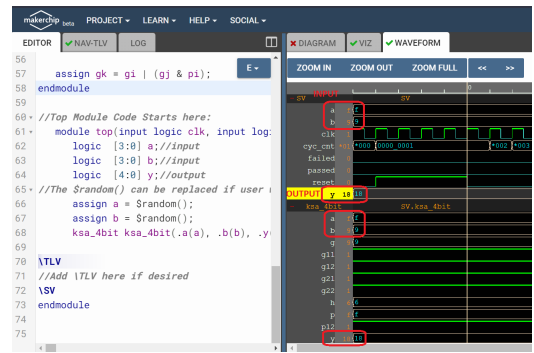 makerchip beta PROJECT LEARN HELP SOCIAL
EDITOR NAV-TLV LOG
DIAGRAM VIZ WAVEFORM
E
ZOOM IN ZOOM OUT ZOOM FULL << >>
56
57 assign gk = gi | (gj & pi);
58 endmodule
59
60 //Top Module Code Starts here:
61 module top(input logic clk, input log
62 logic [3:0] a;//input
63 logic [3:0] b;//input
64 logic [4:0] y;//output
65 //The $random() can be replaced if user
66 assign a = $random();
67 assign b = $random();
68 ksa_4bit ksa_4bit(.a(a), .b(b), .y
69
70 \TLV
71 //Add \TLV here if desired
72 \SV
73 endmodule
74
75
0
SV INPUT SV
a f f
b 9 9
clk
cyc_cnt *000 0000_0001 *002 *003
failed 0
passed 0
reset 0
OUTPUT y 18 18
ksa_4bit SV.ksa_4bit
a f f
b 9 9
g 9 9
g11 1
g12 1
g21 1
g22 1
h 6 6
p f f
p12 1
y 18 18